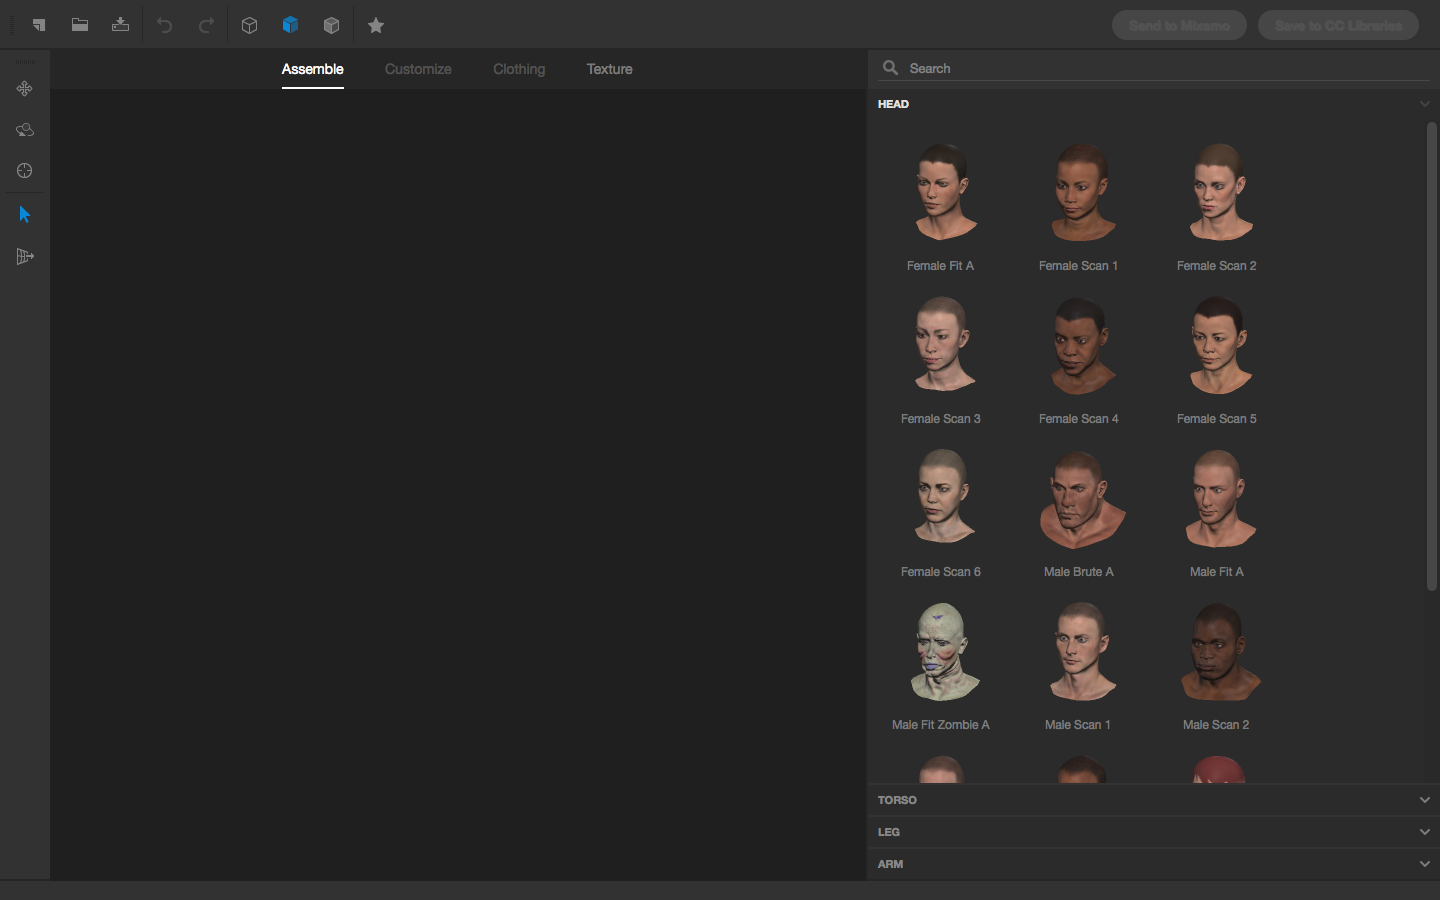 Send to Mixamo Save to CC Libraries
Assemble Customize Clothing Texture
Search
HEAD
Female Fit A Female Scan 1 Female Scan 2
Female Scan 3 Female Scan 4 Female Scan 5
Female Scan 6 Male Brute A Male Fit A
Male Fit Zombie A Male Scan 1 Male Scan 2
TORSO
LEG
ARM